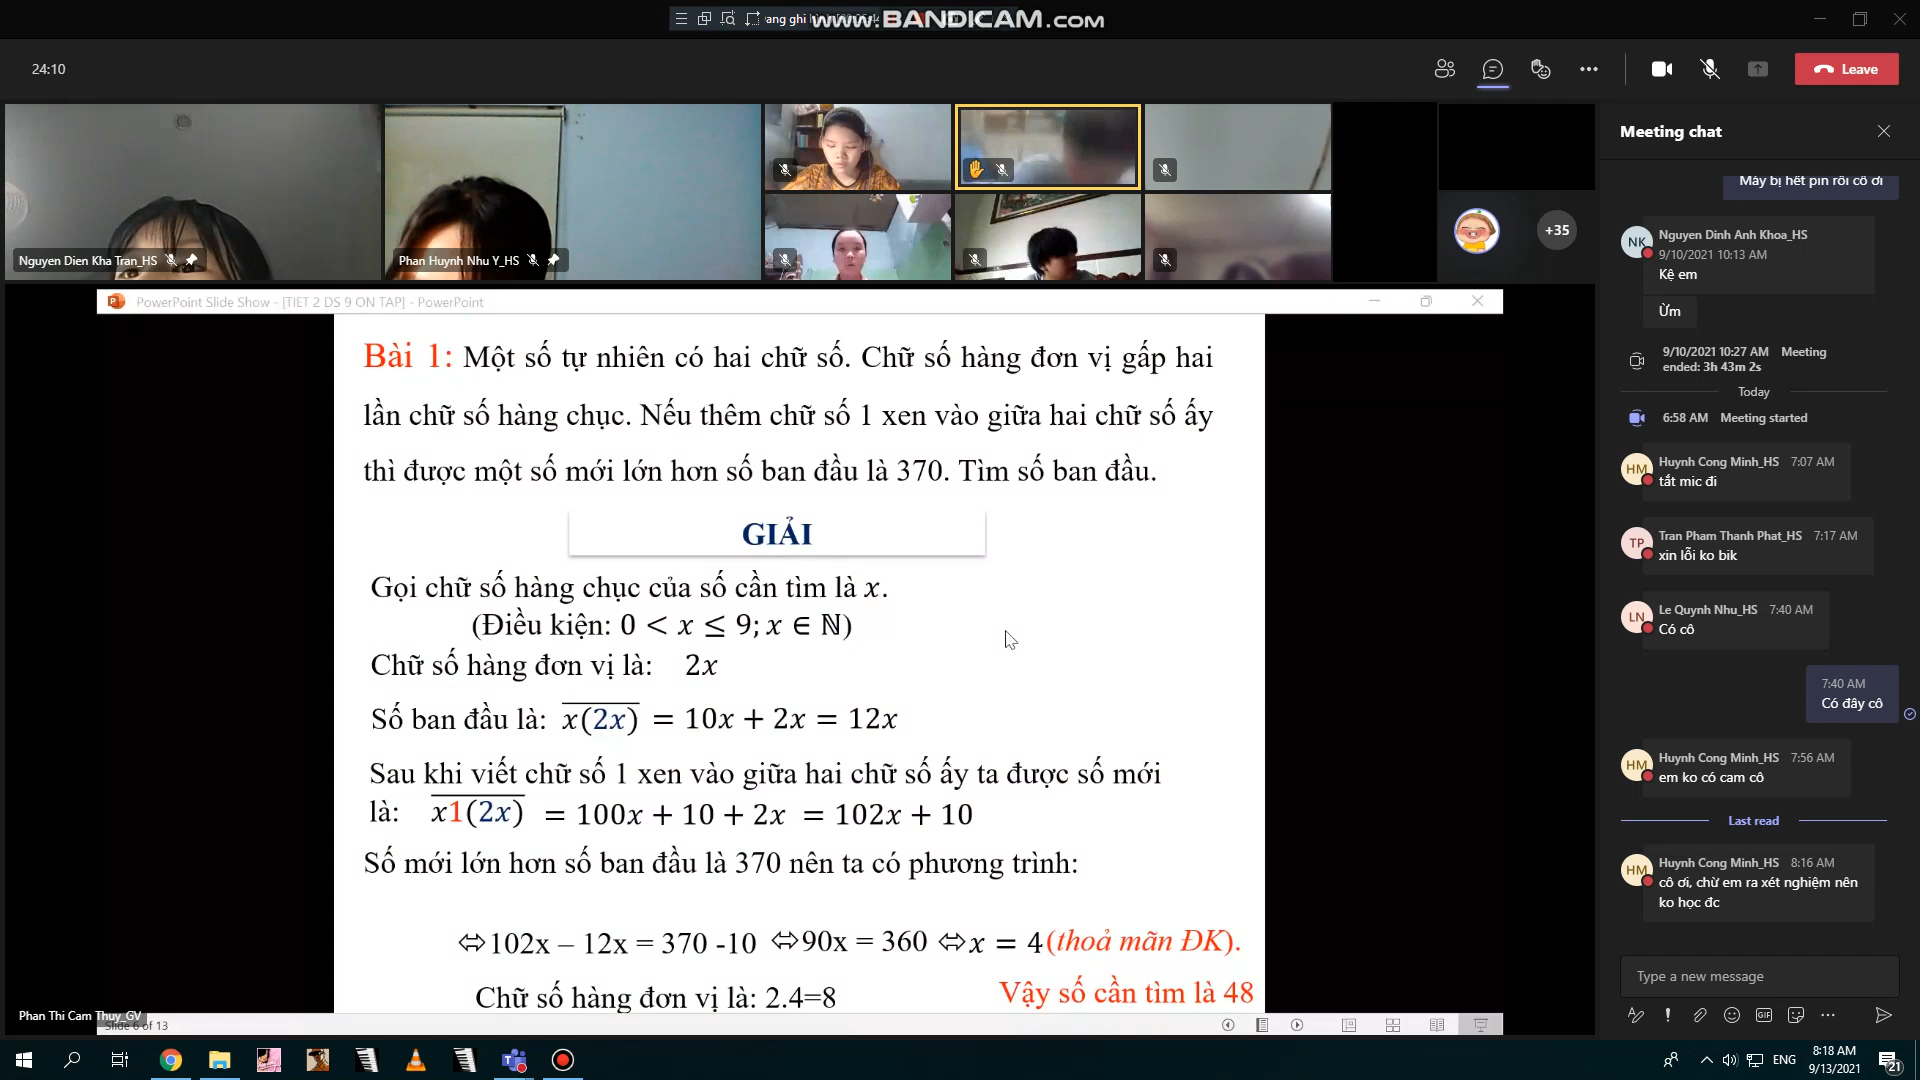 ang ghi
www.BANDICAM.com
24:10
Leave
Nguyen Dien Kha Tran_HS
Phan Huynh Nhu Y_HS
+35
PowerPoint Slide Show - [TIET 2 DS 9 ON TAP] - PowerPoint
Bài 1: Một số tự nhiên có hai chữ số. Chữ số hàng đơn vị gấp hai
lần chữ số hàng chục. Nếu thêm chữ số 1 xen vào giữa hai chữ số ấy
thì được một số mới lớn hơn số ban đầu là 370. Tìm số ban đầu.
GIẢI
Gọi chữ số hàng chục của số cần tìm là x.
(Điều kiện: 0 < x ≤ 9; x ∈ ℕ)
Chữ số hàng đơn vị là: 2x
Số ban đầu là: x(2x) = 10x + 2x = 12x
Sau khi viết chữ số 1 xen vào giữa hai chữ số ấy ta được số mới
là: x1(2x) = 100x + 10 + 2x = 102x + 10
Số mới lớn hơn số ban đầu là 370 nên ta có phương trình:
⇔102x – 12x = 370 -10 ⇔90x = 360 ⇔x = 4(thoả mãn ĐK).
Chữ số hàng đơn vị là: 2.4=8
Vậy số cần tìm là 48
Phan Thi Cam Thuy_GV
Slide 6 of 13
Meeting chat
Máy bị hết pin rồi cô ơi
NK
Nguyen Dinh Anh Khoa_HS
9/10/2021 10:13 AM
Kệ em
Ừm
9/10/2021 10:27 AM Meeting
ended: 3h 43m 2s
Today
6:58 AM Meeting started
HM
Huynh Cong Minh_HS 7:07 AM
tắt mic đi
TP
Tran Pham Thanh Phat_HS 7:17 AM
xin lỗi ko bik
LN
Le Quynh Nhu_HS 7:40 AM
Có cô
7:40 AM
Có đây cô
HM
Huynh Cong Minh_HS 7:56 AM
em ko có cam cô
Last read
HM
Huynh Cong Minh_HS 8:16 AM
cô ơi, chừ em ra xét nghiệm nên
ko học đc
Type a new message
GIF
ENG
8:18 AM
9/13/2021
21